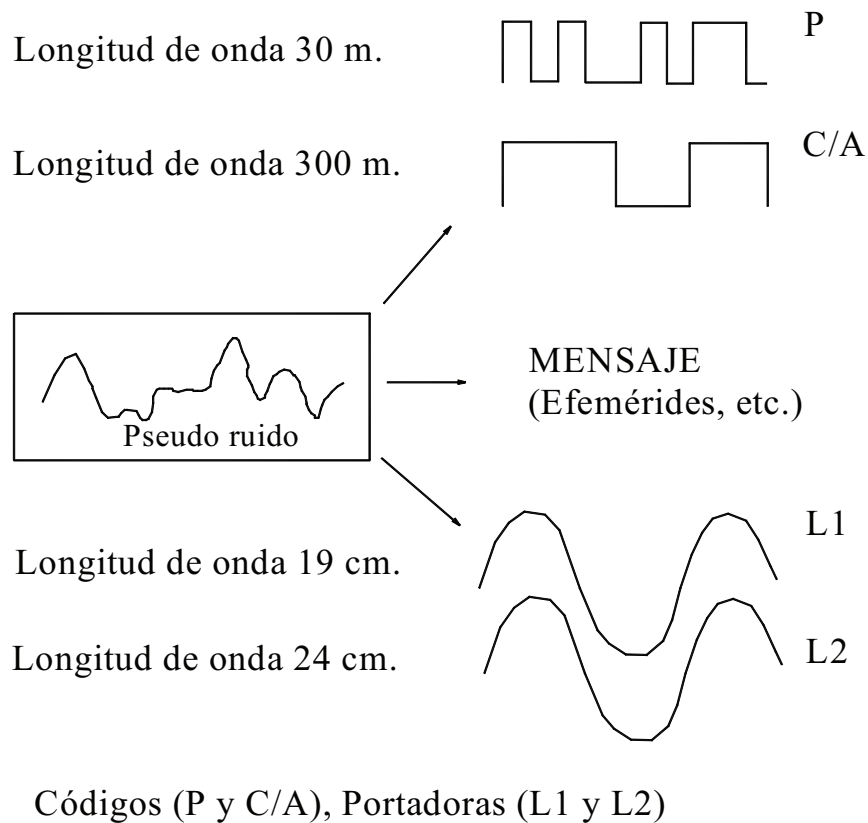 Longitud de onda 30 m.
P
Longitud de onda 300 m.
C/A
Pseudo ruido
MENSAJE
(Efemérides, etc.)
Longitud de onda 19 cm.
L1
Longitud de onda 24 cm.
L2
Códigos (P y C/A), Portadoras (L1 y L2)